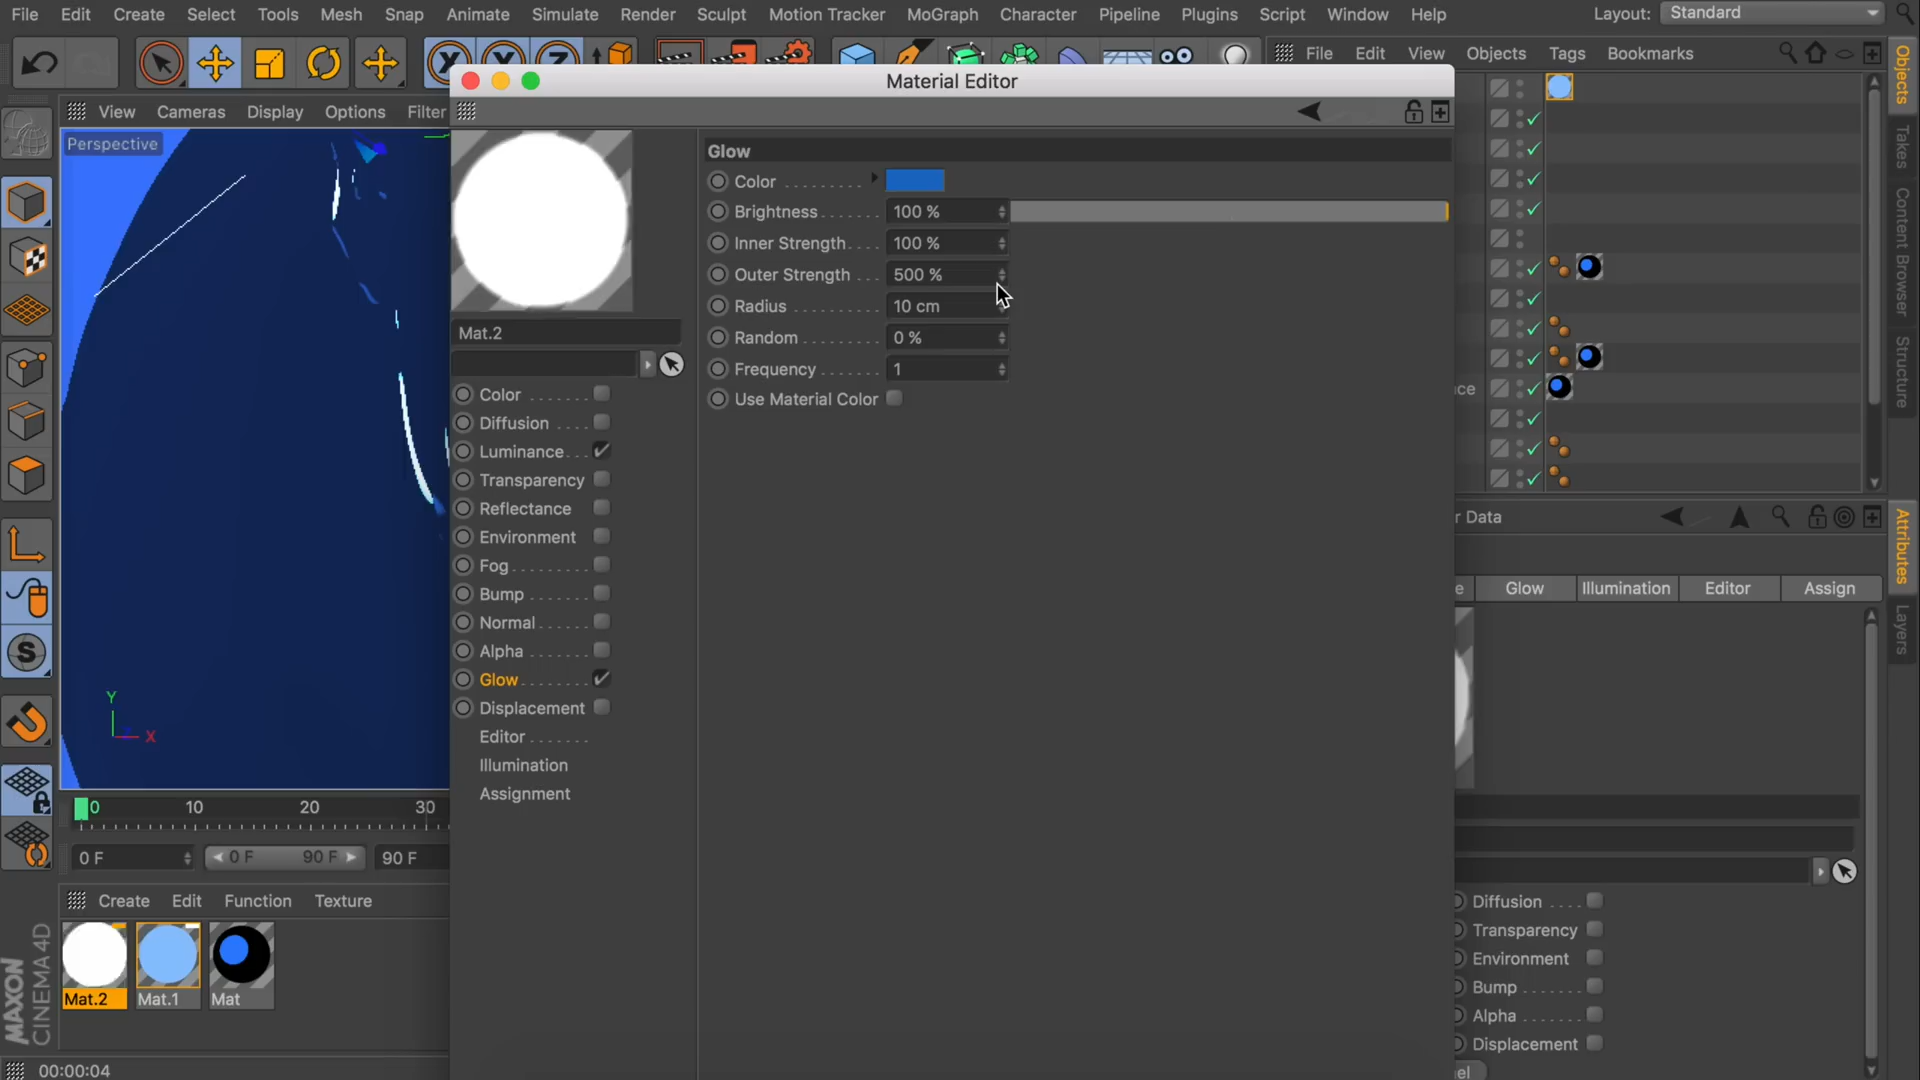 File Edit Create Select Tools Mesh Snap Animate Simulate Render Sculpt Motion Tracker MoGraph Character Pipeline Plugins Script Window Help Layout: Standard
File Edit View Objects Tags Bookmarks
Material Editor
View Cameras Display Options Filter
Perspective
Glow
Color
Brightness 100 %
Inner Strength 100 %
Outer Strength 500 %
Radius 10 cm
Random 0 %
Frequency 1
Use Material Color
Mat.2
Color
Diffusion
Luminance
Transparency
Reflectance
Environment
Fog
Bump
Normal
Alpha
Glow
Displacement
Editor
Illumination
Assignment
Y
X
0 10 20 30
0 F 0 F 90 F 90 F
Create Edit Function Texture
Mat.2 Mat.1 Mat
MAXON
CINEMA 4D
00:00:04
ce
r Data
e Glow Illumination Editor Assign
Diffusion
Transparency
Environment
Bump
Alpha
Displacement
el
Objects
Takes
Content Browser
Structure
Attributes
Layers
S